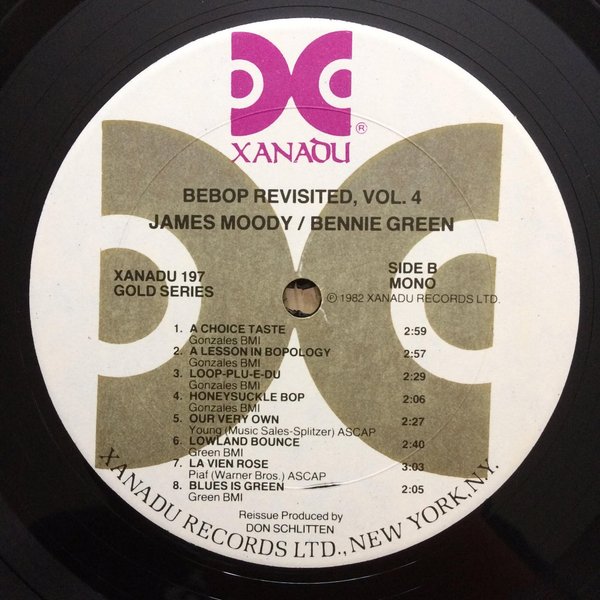 XANADU
®
BEBOP REVISITED, VOL. 4
JAMES MOODY / BENNIE GREEN
XANADU 197
GOLD SERIES
SIDE B
MONO
℗ 1982 XANADU RECORDS LTD.
1. A CHOICE TASTE 2:59
Gonzales BMI
2. A LESSON IN BOPOLOGY 2:57
Gonzales BMI
3. LOOP-PLU-E-DU 2:29
Gonzales BMI
4. HONEYSUCKLE BOP 2:06
Gonzales BMI
5. OUR VERY OWN 2:27
Young (Music Sales-Splitzer) ASCAP
6. LOWLAND BOUNCE 2:40
Green BMI
7. LA VIEN ROSE 3:03
Piaf (Warner Bros.) ASCAP
8. BLUES IS GREEN 2:05
Green BMI
Reissue Produced by
DON SCHLITTEN
XANADU RECORDS LTD., NEW YORK, N.Y.